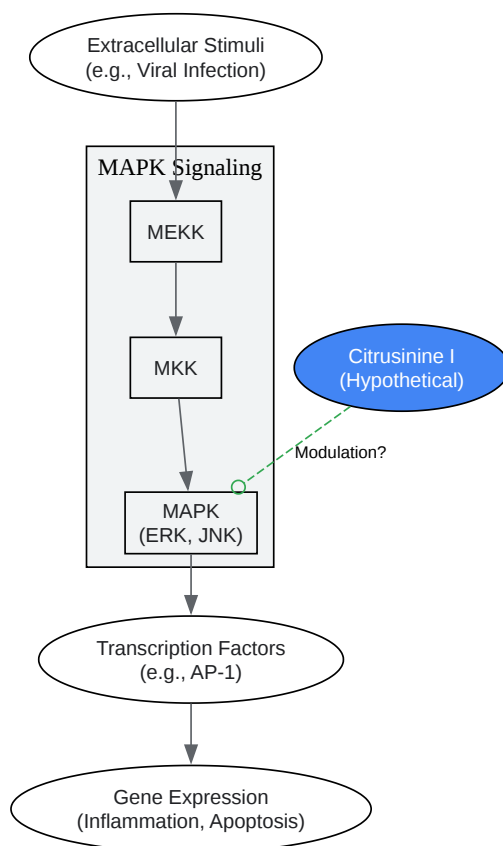 Extracellular Stimuli
(e.g., Viral Infection)
MAPK Signaling
MEKK
MKK
Citrusinine I
(Hypothetical)
Modulation?
MAPK
(ERK, JNK)
Transcription Factors
(e.g., AP-1)
Gene Expression
(Inflammation, Apoptosis)